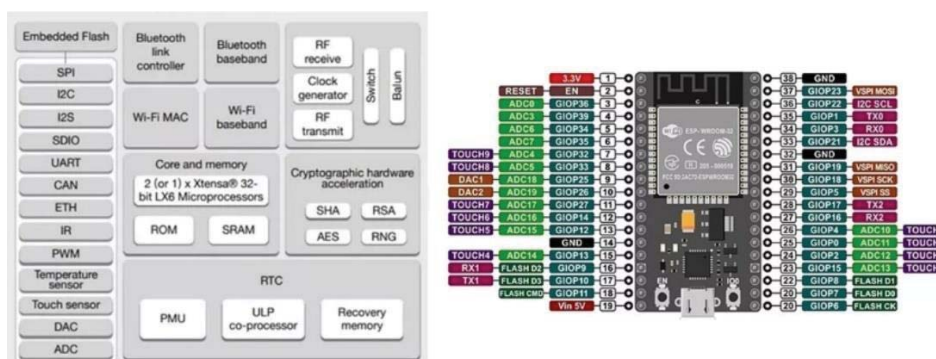 Embedded Flash
SPI
I2C
I2S
SDIO
UART
CAN
ETH
IR
PWM
Temperature
sensor
Touch sensor
DAC
ADC
Bluetooth
link
controller
Bluetooth
baseband
Wi-Fi MAC
Wi-Fi
baseband
RF
receive
Clock
generator
RF
transmit
Switch
Balun
Core and memory
2 (or 1) x Xtensa® 32-
bit LX6 Microprocessors
ROM SRAM
Cryptographic hardware
acceleration
SHA RSA
AES RNG
RTC
PMU
ULP
co-processor
Recovery
memory
3.3V 1
RESET EN 2
ADC0 GIOP36 3
ADC3 GIOP39 4
ADC6 GIOP34 5
ADC7 GIOP35 6
TOUCH9 ADC4 GIOP32 7
TOUCH8 ADC5 GIOP33 8
DAC1 ADC18 GIOP25 9
DAC2 ADC19 GIOP26 10
TOUCH7 ADC17 GIOP27 11
TOUCH6 ADC16 GIOP14 12
TOUCH5 ADC15 GIOP12 13
GND 14
TOUCH4 ADC14 GIOP13 15
RX1 FLASH D2 GIOP9 16
TX1 FLASH D3 GIOP10 17
FLASH CMD GIOP11 18
Vin 5V 19
WiFi ESP-WROOM-32
CE
38 GND
37 GIOP23 VSPI MOSI
36 GIOP22 I2C SCL
35 GIOP1 TX0
34 GIOP3 RX0
33 GIOP21 I2C SDA
32 GND
31 GIOP19 VSPI MISO
30 GIOP18 VSPI SCK
29 GIOP5 VSPI SS
28 GIOP17 TX2
27 GIOP16 RX2
26 GIOP4 ADC10 TOUCH
25 GIOP0 ADC11 TOUCH
24 GIOP2 ADC12 TOUCH
23 GIOP15 ADC13 TOUCH
22 GIOP8 FLASH D1
20 GIOP7 FLASH D0
20 GIOP6 FLASH CK
EN